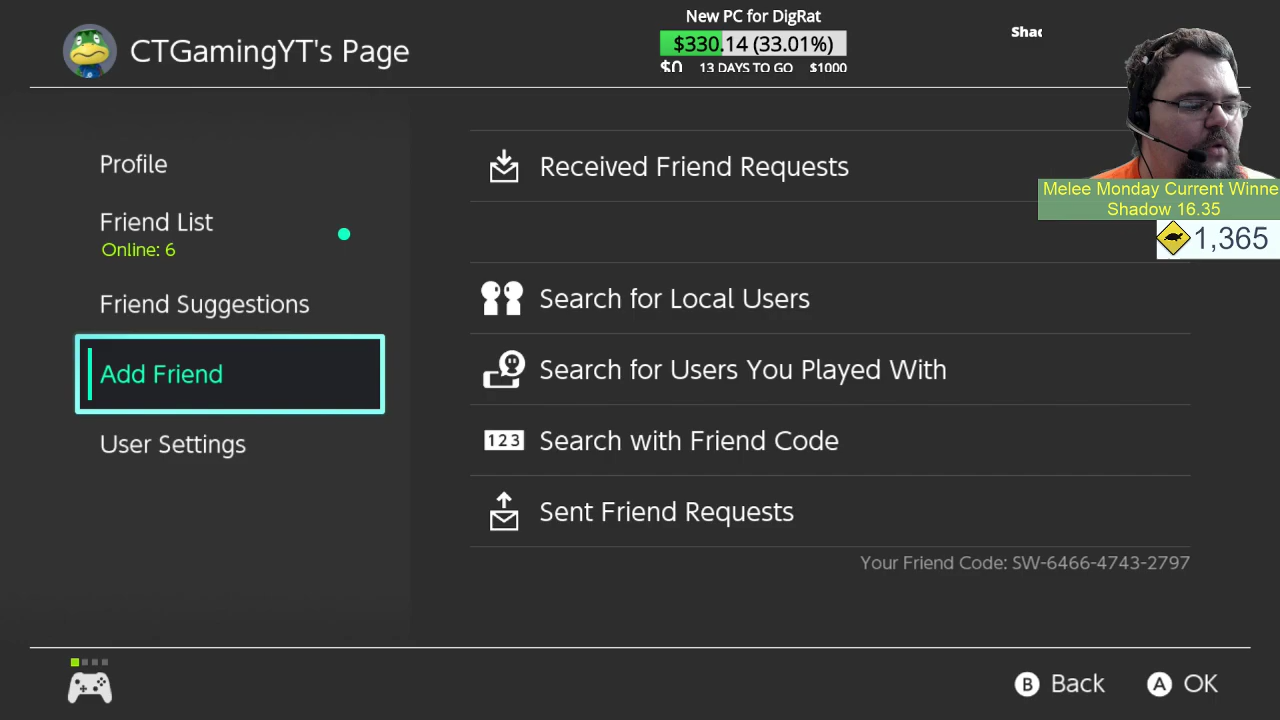 CTGamingYT's Page
New PC for DigRat
$330.14 (33.01%)
$0 13 DAYS TO GO $1000
Shad
Profile
Friend List
Online: 6
Friend Suggestions
Add Friend
User Settings
Received Friend Requests
Search for Local Users
Search for Users You Played With
123 Search with Friend Code
Sent Friend Requests
Your Friend Code: SW-6466-4743-2797
Melee Monday Current Winne
Shadow 16.35
1,365
B Back
A OK